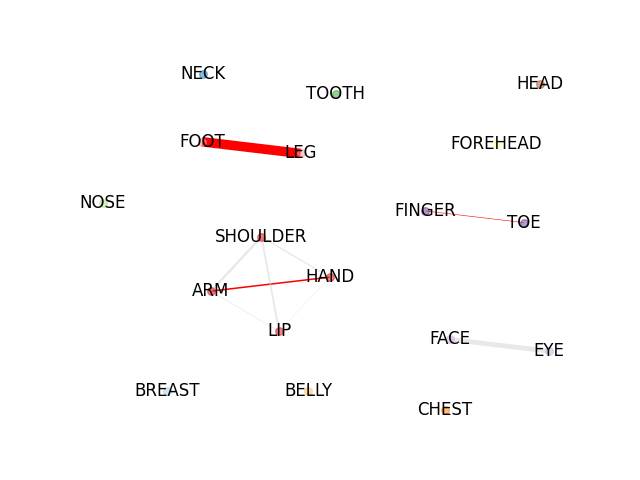 NECK
HEAD
TOOTH
FOOT
LEG
FOREHEAD
NOSE
FINGER
TOE
SHOULDER
HAND
ARM
LIP
FACE
EYE
BREAST
BELLY
CHEST